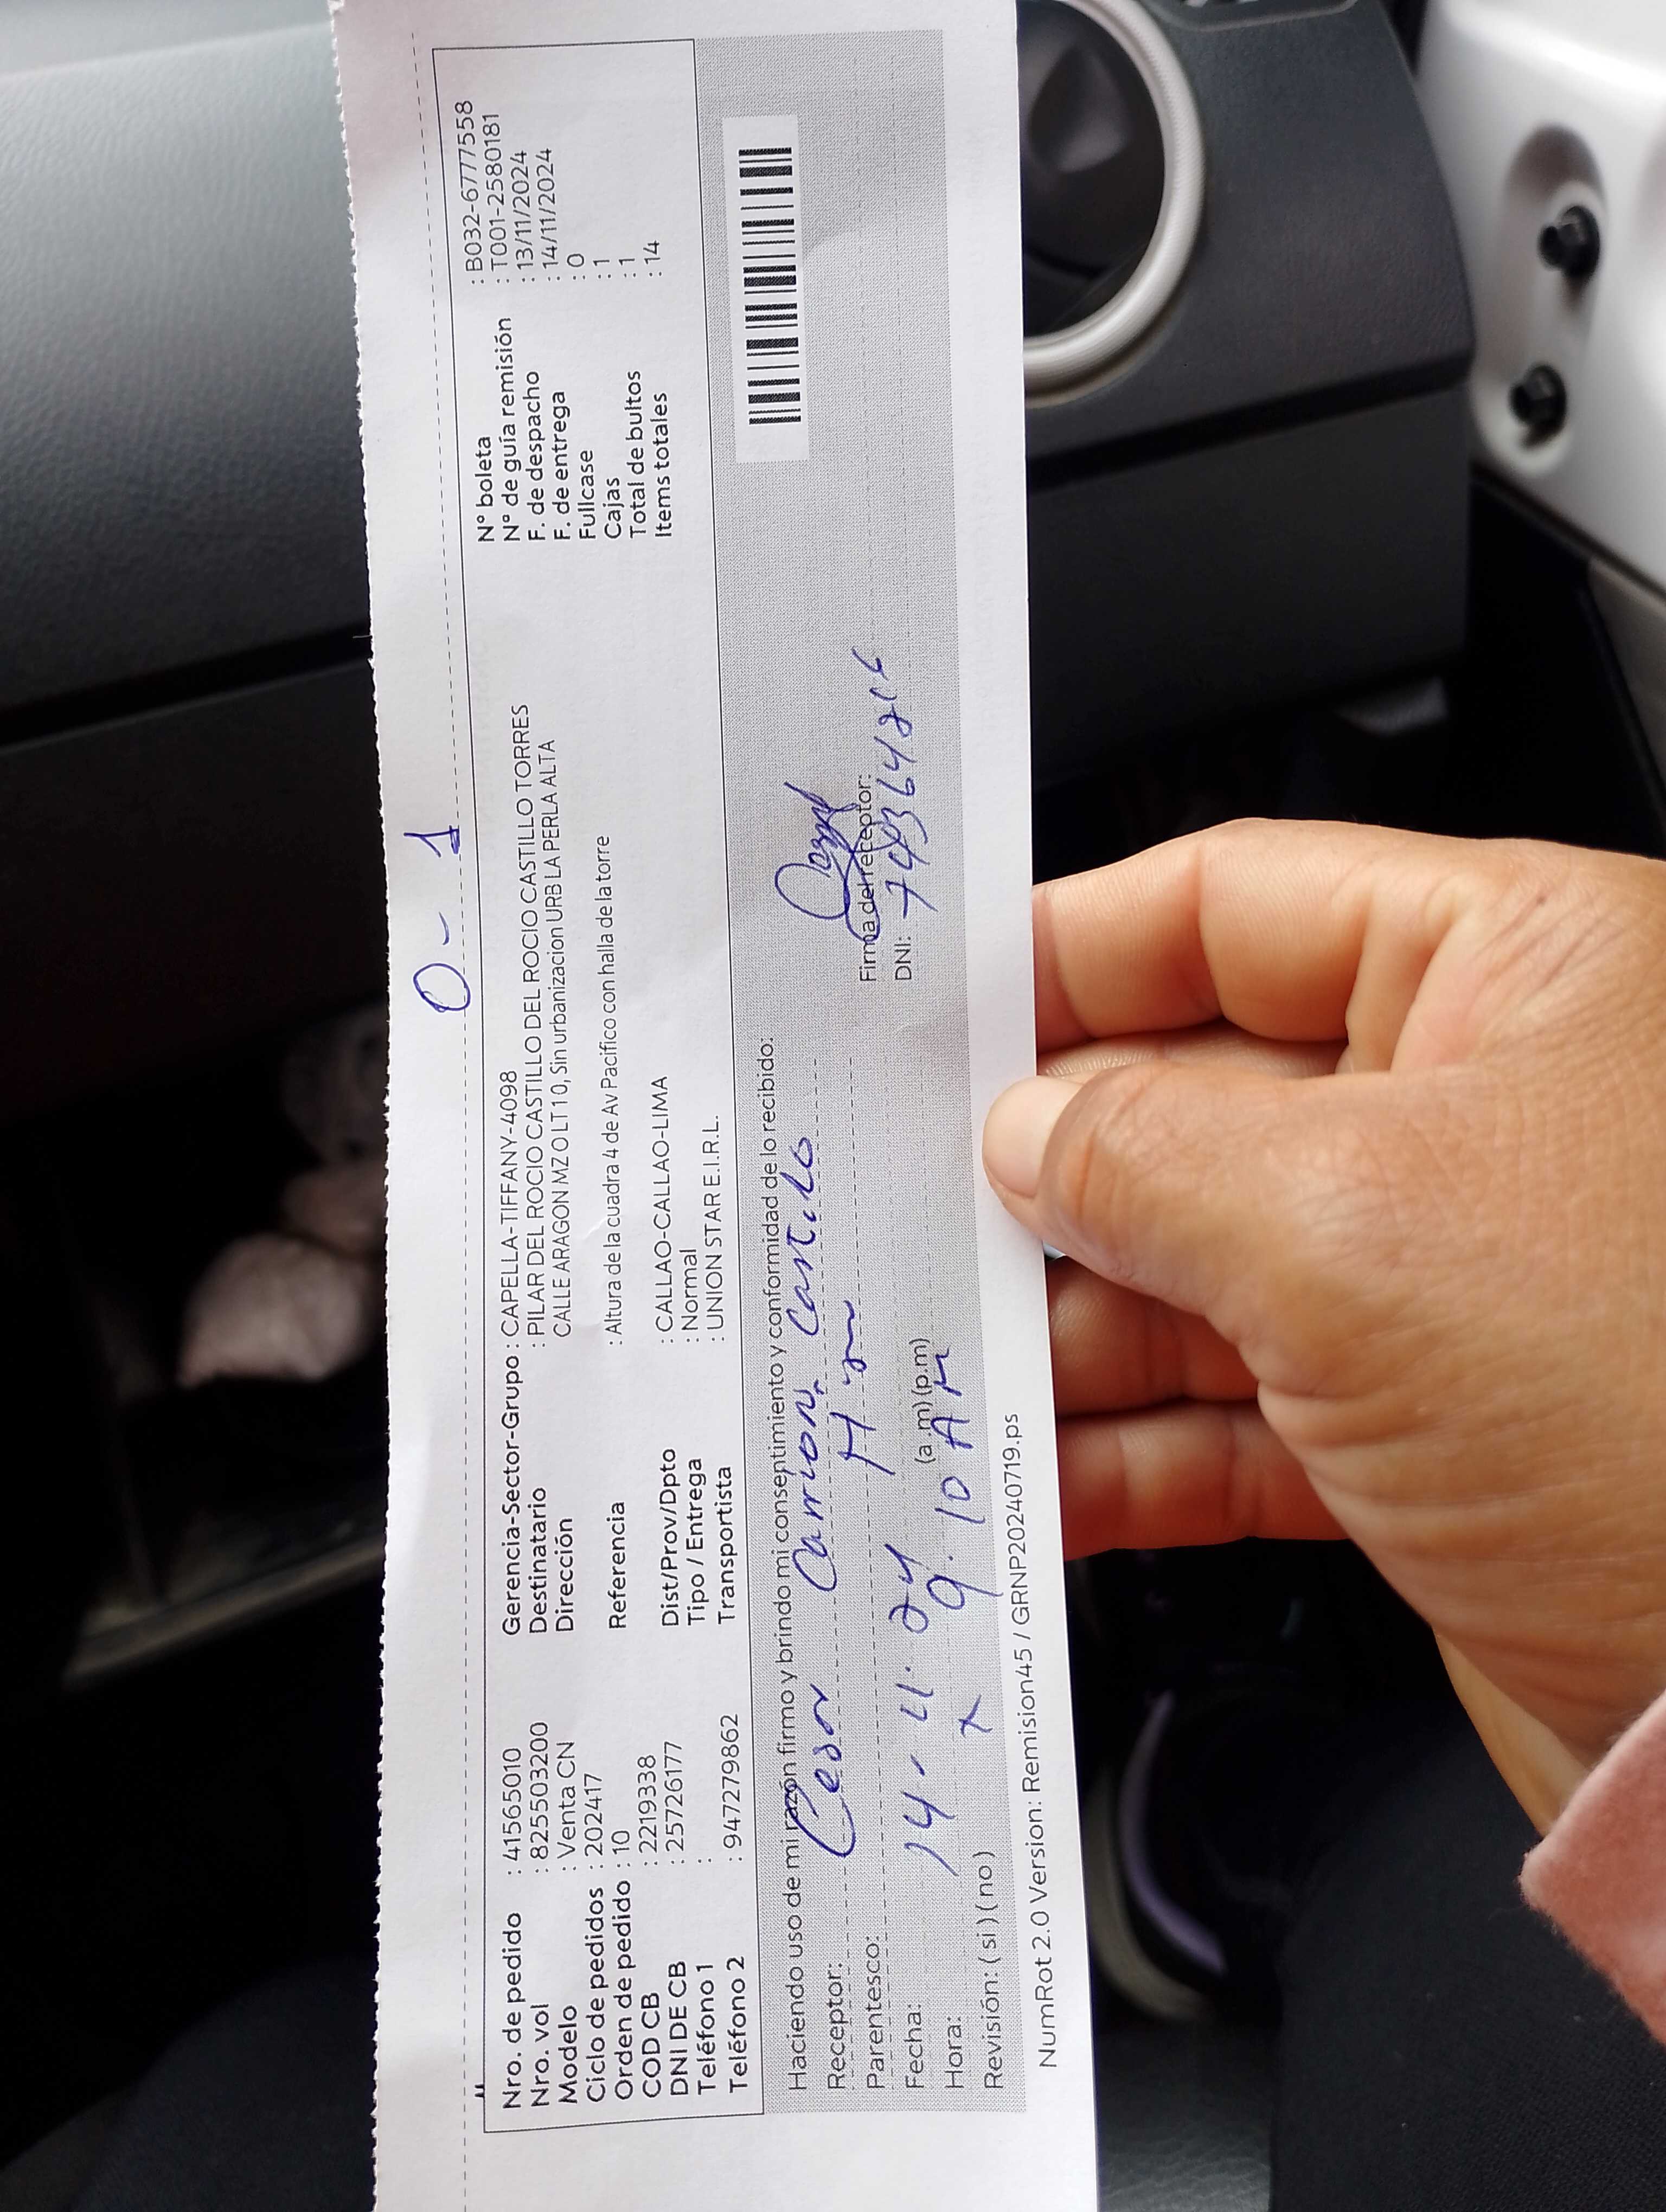 0 - 1
Nro. de pedido : 41565010
Nro. vol : 8255503200
Modelo : Venta CN
Ciclo de pedidos : 202417
Orden de pedido : 10
COD CB : 2219338
DNI DE CB : 25726177
Teléfono 1 :
Teléfono 2 : 947279862
Gerencia-Sector-Grupo : CAPELLA-TIFFANY-4098
Destinatario : PILAR DEL ROCIO CASTILLO DEL ROCIO CASTILLO TORRES
Dirección CALLE ARAGON MZ O LT 10, Sin urbanizacion URB LA PERLA ALTA
Referencia : Altura de la cuadra 4 de Av Pacifico con halla de la torre
Dist/Prov/Dpto : CALLAO-CALLAO-LIMA
Tipo / Entrega : Normal
Transportista : UNION STAR E.I.R.L.
N° boleta : B032-6777558
N° de guía remisión : T001-2580181
F. de despacho : 13/11/2024
F. de entrega : 14/11/2024
Fullcase : 0
Cajas : 1
Total de bultos : 1
Items totales : 14
Haciendo uso de mi razón firmo y brindo mi consentimiento y conformidad de lo recibido:
Receptor: Cesar Carrion Castillo
Parentesco:
Fecha: 14. 11. 24
Hora: 9. 10 AM (a.m) (p.m)
Revisión: ( si ) ( no ) x
Firma del receptor:
DNI:
NumRot 2.0 Version: Remision45 / GRNP20240719.ps